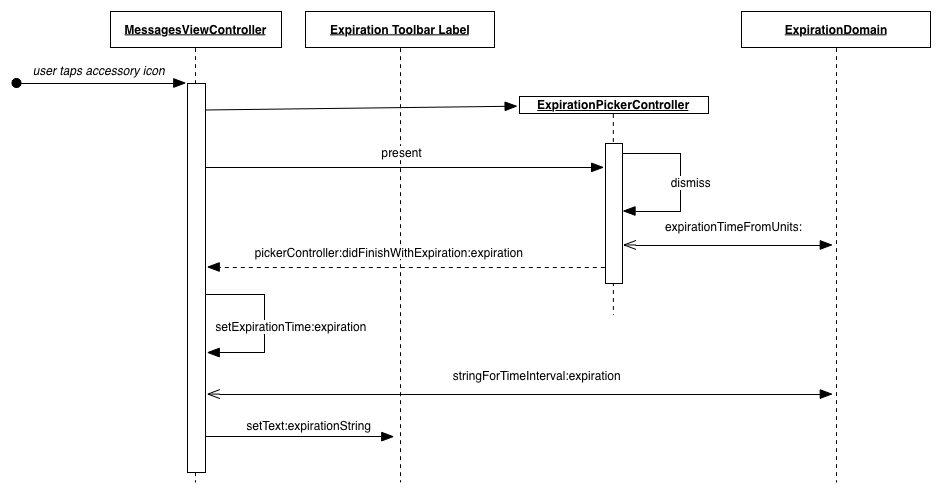 MessagesViewController
Expiration Toolbar Label
ExpirationDomain
user taps accessory icon
ExpirationPickerController
present
dismiss
expirationTimeFromUnits:
pickerController:didFinishWithExpiration:expiration
setExpirationTime:expiration
stringForTimeInterval:expiration
setText:expirationString